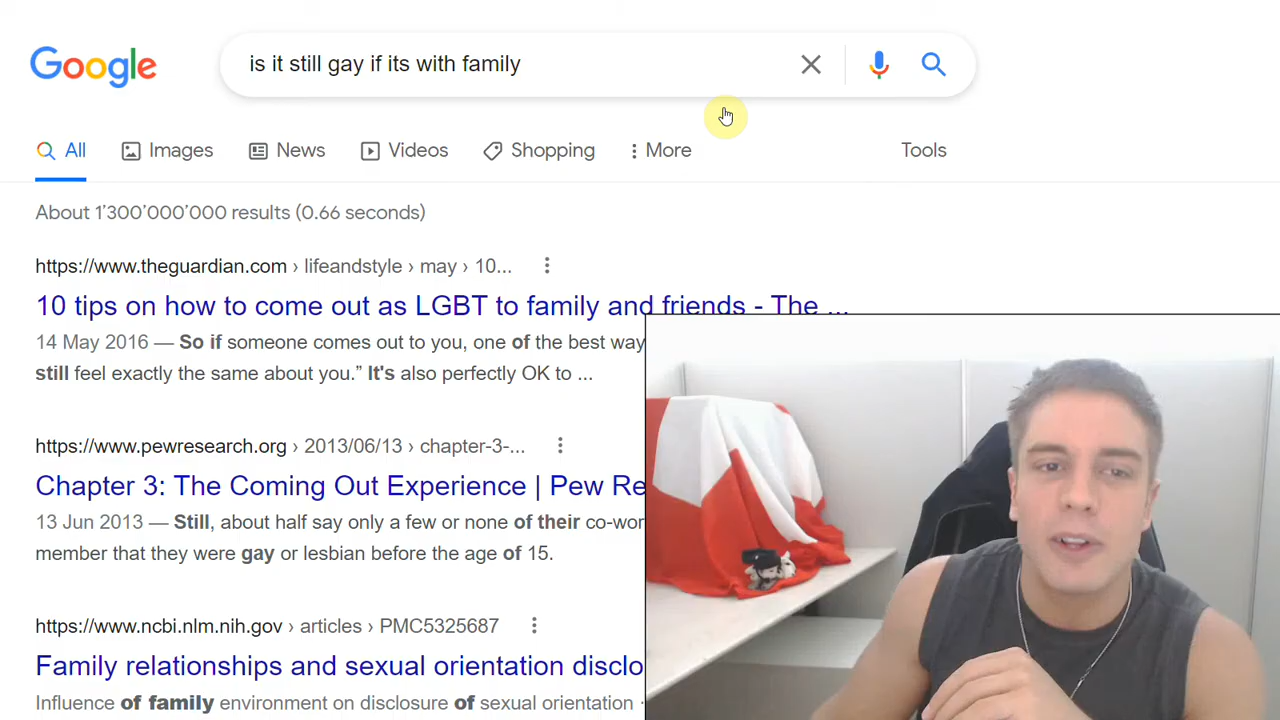 Google
is it still gay if its with family
All Images News Videos Shopping More Tools
About 1'300'000'000 results (0.66 seconds)
https://www.theguardian.com › lifeandstyle › may › 10...
10 tips on how to come out as LGBT to family and friends - The ...
14 May 2016 — So if someone comes out to you, one of the best way
still feel exactly the same about you.” It's also perfectly OK to ...
https://www.pewresearch.org › 2013/06/13 › chapter-3-...
Chapter 3: The Coming Out Experience | Pew Re
13 Jun 2013 — Still, about half say only a few or none of their co-wor
member that they were gay or lesbian before the age of 15.
https://www.ncbi.nlm.nih.gov › articles › PMC5325687
Family relationships and sexual orientation disclo
Influence of family environment on disclosure of sexual orientation ·